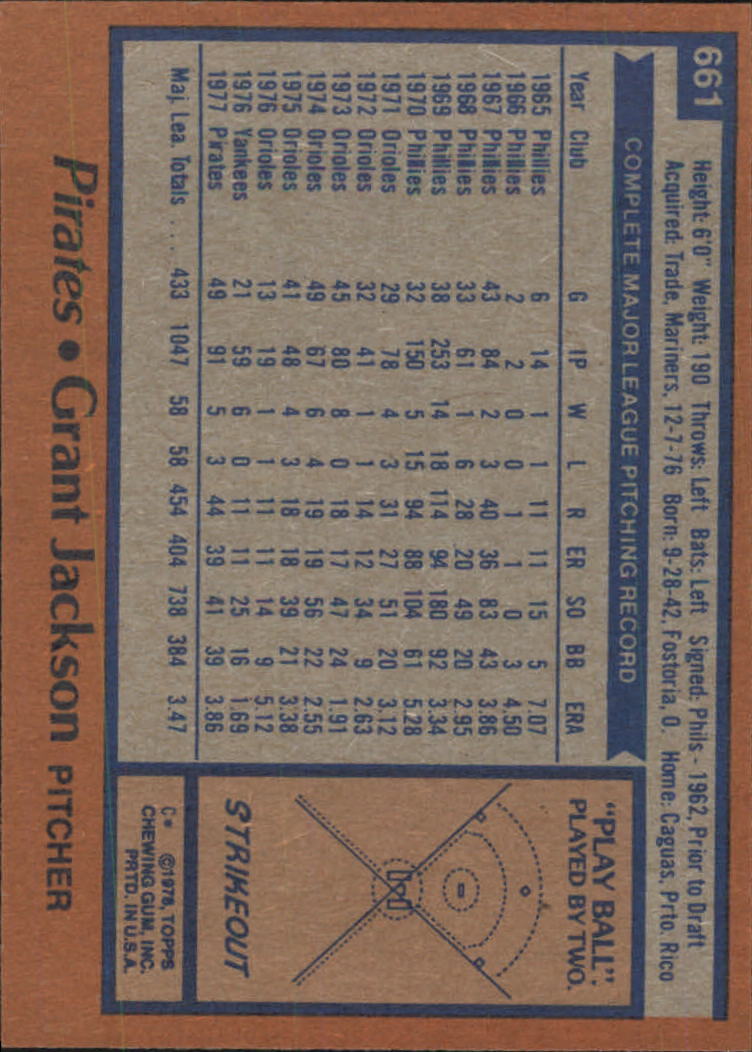 661
Height: 6'0" Weight: 190 Throws: Left Bats: Left Signed: Phils - 1962, Prior to Draft
Acquired: Trade, Mariners, 12-7-76 Born: 9-28-42, Fostoria, O. Home: Caguas, Prto. Rico
COMPLETE MAJOR LEAGUE PITCHING RECORD
Year Club G IP W L R ER SO BB ERA
1965 Phillies 6 14 1 1 11 11 15 5 7.07
1966 Phillies 2 2 0 0 1 1 0 3 4.50
1967 Phillies 43 84 2 3 40 36 83 43 3.86
1968 Phillies 33 61 1 6 28 20 49 20 2.95
1969 Phillies 38 253 14 18 114 94 180 92 3.34
1970 Phillies 32 150 5 15 94 88 104 61 5.28
1971 Orioles 29 78 4 3 31 27 51 20 3.12
1972 Orioles 32 41 1 1 14 12 34 9 2.63
1973 Orioles 45 80 8 0 18 17 47 24 1.91
1974 Orioles 49 67 6 4 19 19 56 22 2.55
1975 Orioles 41 48 4 3 18 18 39 21 3.38
1976 Orioles 13 19 1 1 11 11 14 9 5.12
1976 Yankees 21 59 6 0 11 11 25 16 1.69
1977 Pirates 49 91 5 3 44 39 41 39 3.86
Maj. Lea. Totals . . . 433 1047 58 58 454 404 738 384 3.47
"PLAY BALL":
PLAYED BY TWO.
STRIKEOUT
C* ©1978, TOPPS
CHEWING GUM, INC.
PRTD. IN U.S.A.
Pirates • Grant Jackson PITCHER